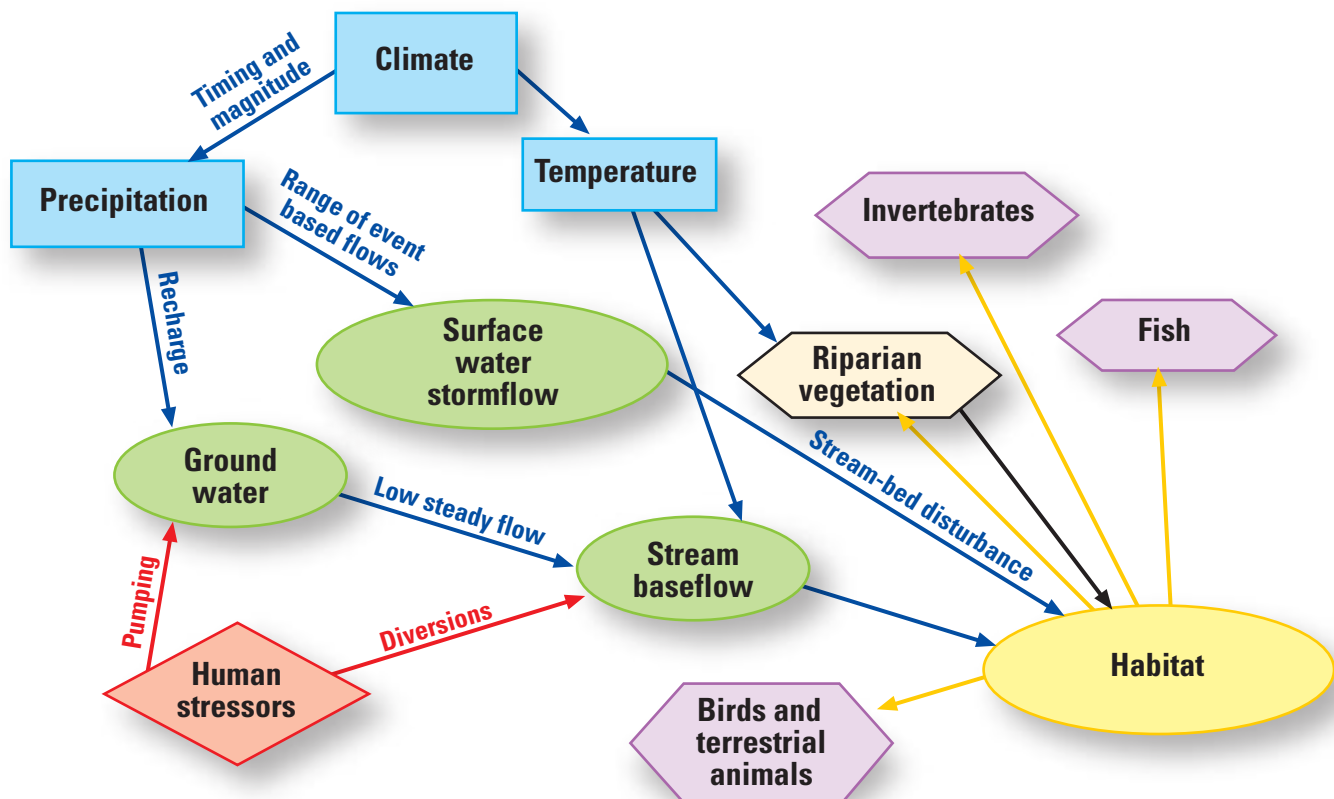 Climate
Timing and
magnitude
Precipitation
Temperature
Range of event
based flows
Invertebrates
Recharge
Surface
water
stormflow
Fish
Riparian
vegetation
Ground
water
Low steady flow
Stream-bed disturbance
Stream
baseflow
Pumping
Diversions
Human
stressors
Habitat
Birds and
terrestrial
animals